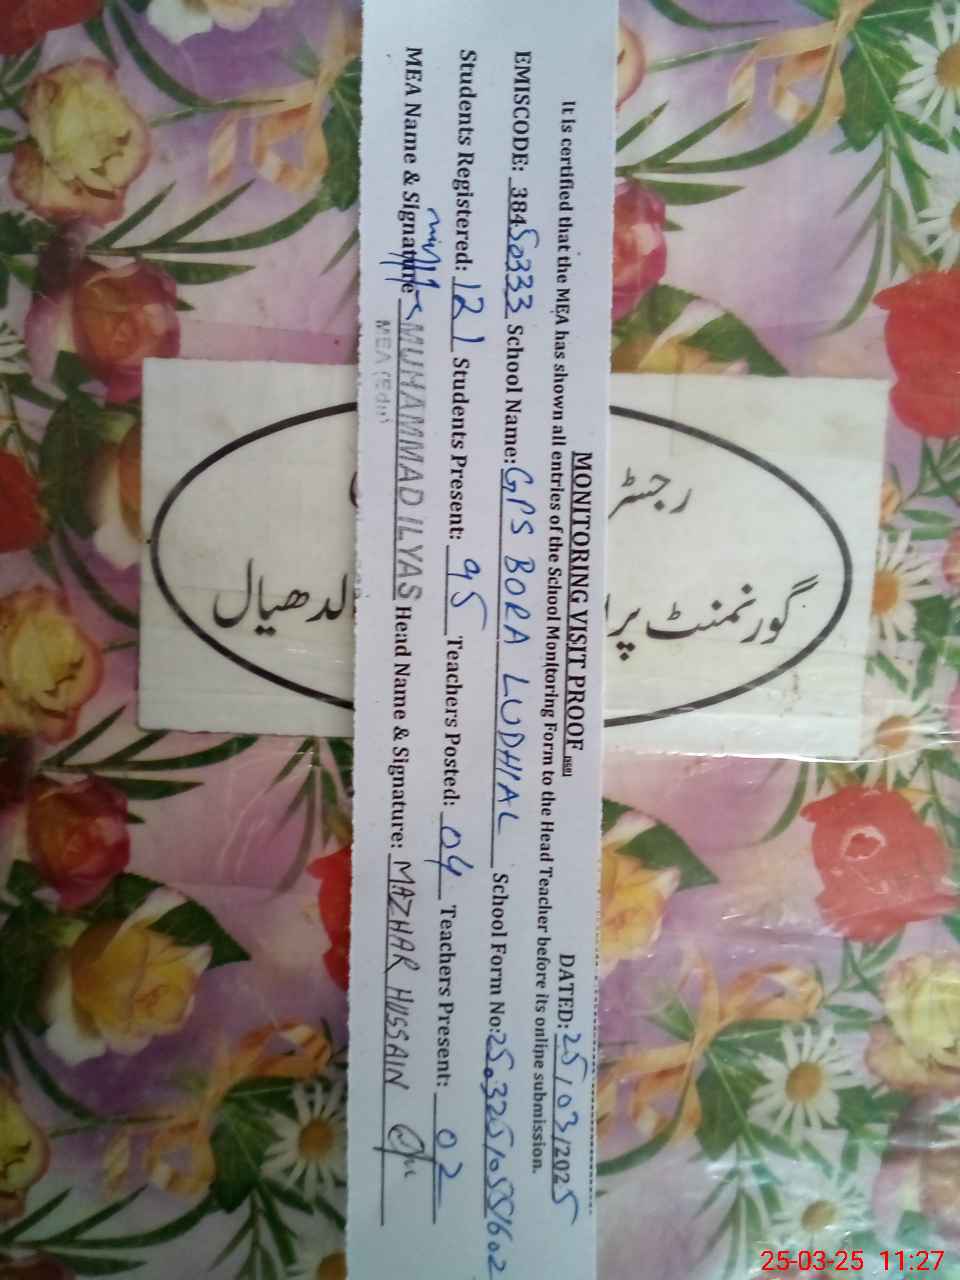 MONITORING VISIT PROOF
DATED: 25/03/2025
It is certified that the MEA has shown all entries of the School Monitoring Form to the Head Teacher before its online submission.
EMISCODE: 38450333 School Name: GPS BORA LUDHIAL School Form No:
Students Registered: 121 Students Present: 95 Teachers Posted: 04 Teachers Present: 02
MEA Name & Signature MUHAMMAD ILYAS Head Name & Signature: MAZHAR HUSSAIN
MEA (Edu)
رجسٹر
گورنمنٹ پرا لدھیال
25-03-25 11:27